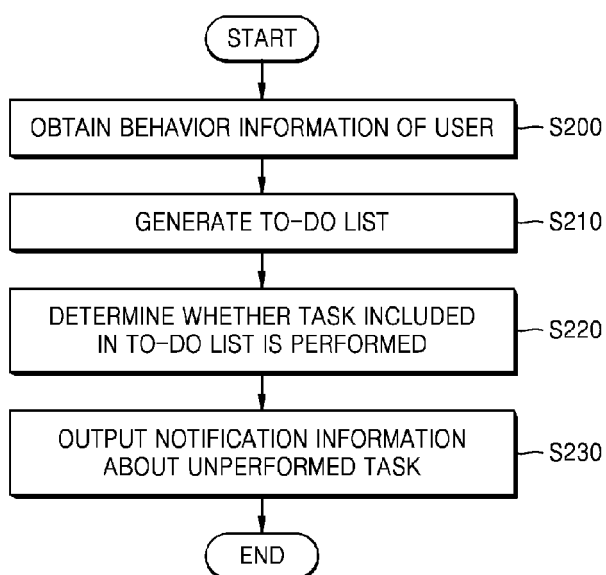 START
OBTAIN BEHAVIOR INFORMATION OF USER
S200
GENERATE TO-DO LIST
S210
DETERMINE WHETHER TASK INCLUDED
IN TO-DO LIST IS PERFORMED
S220
OUTPUT NOTIFICATION INFORMATION
ABOUT UNPERFORMED TASK
S230
END